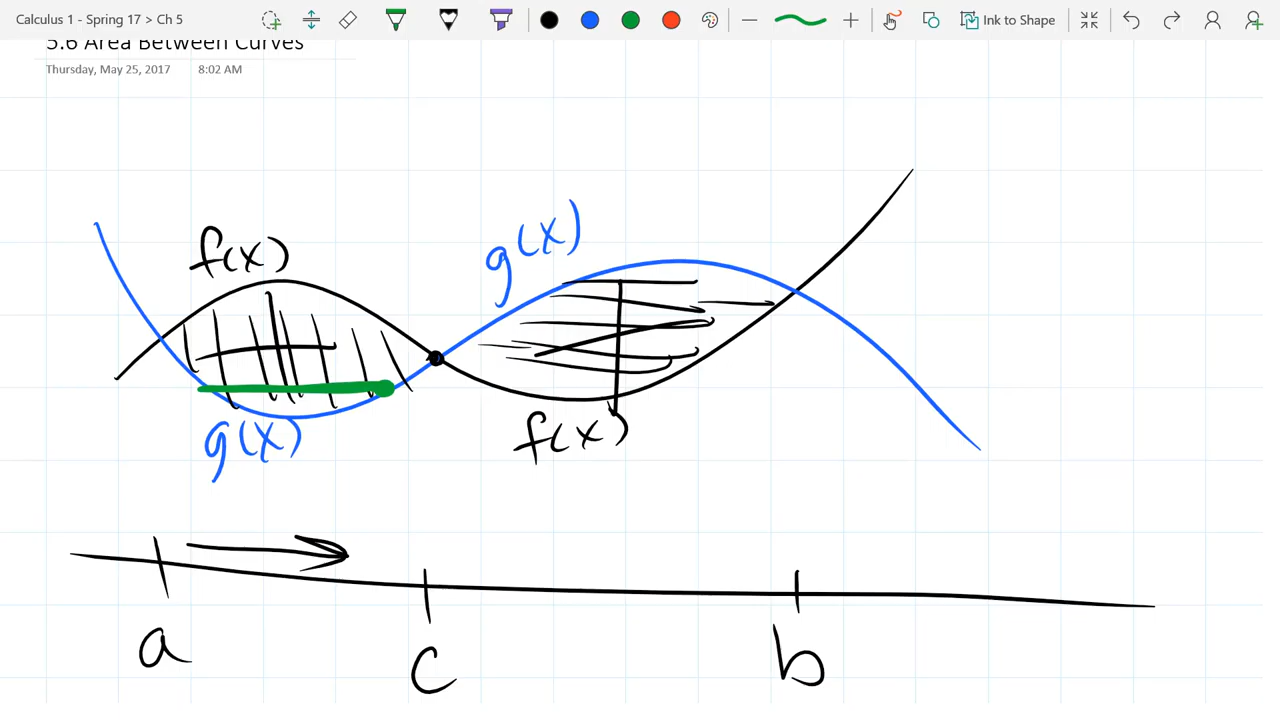 Calculus 1 - Spring 17 > Ch 5
Ink to Shape
5.6 Area Between Curves
Thursday, May 25, 2017 8:02 AM
f(x)
g(x)
g(x)
f(x)
a
c
b